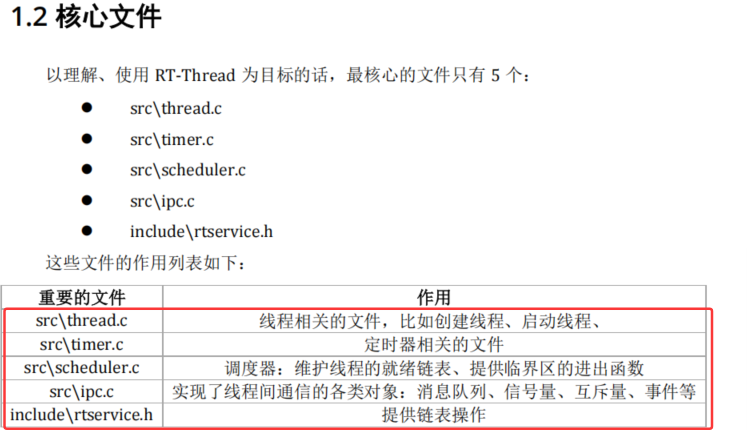 1.2 核心文件
以理解、使用 RT-Thread 为目标的话，最核心的文件只有 5 个：
● src\thread.c
● src\timer.c
● src\scheduler.c
● src\ipc.c
● include\rtservice.h
这些文件的作用列表如下：
重要的文件 作用
src\thread.c 线程相关的文件，比如创建线程、启动线程、
src\timer.c 定时器相关的文件
src\scheduler.c 调度器：维护线程的就绪链表、提供临界区的进出函数
src\ipc.c 实现了线程间通信的各类对象：消息队列、信号量、互斥量、事件等
include\rtservice.h 提供链表操作